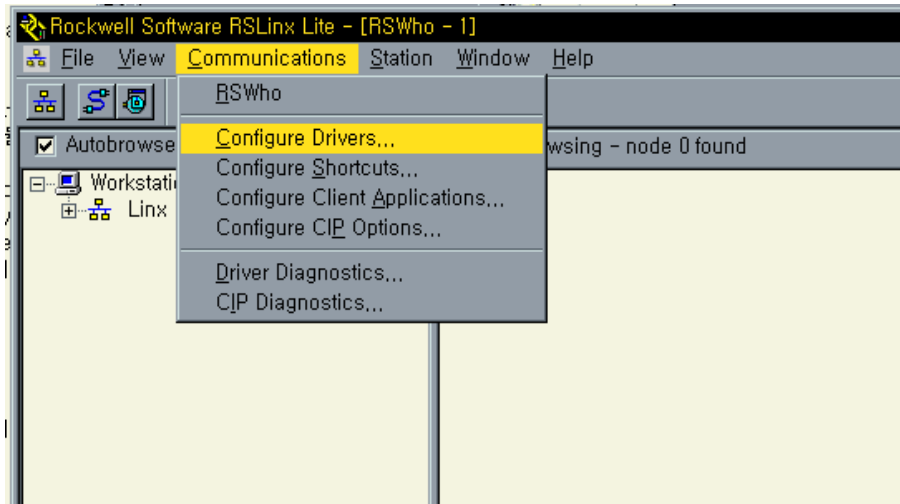 Rockwell Software RSLinx Lite - [RSWho - 1]
File View Communications Station Window Help
RSWho
Autobrowse
Configure Drivers...
wsing - node 0 found
Configure Shortcuts...
Workstati
Configure Client Applications...
Linx
Configure CIP Options...
Driver Diagnostics...
CIP Diagnostics...